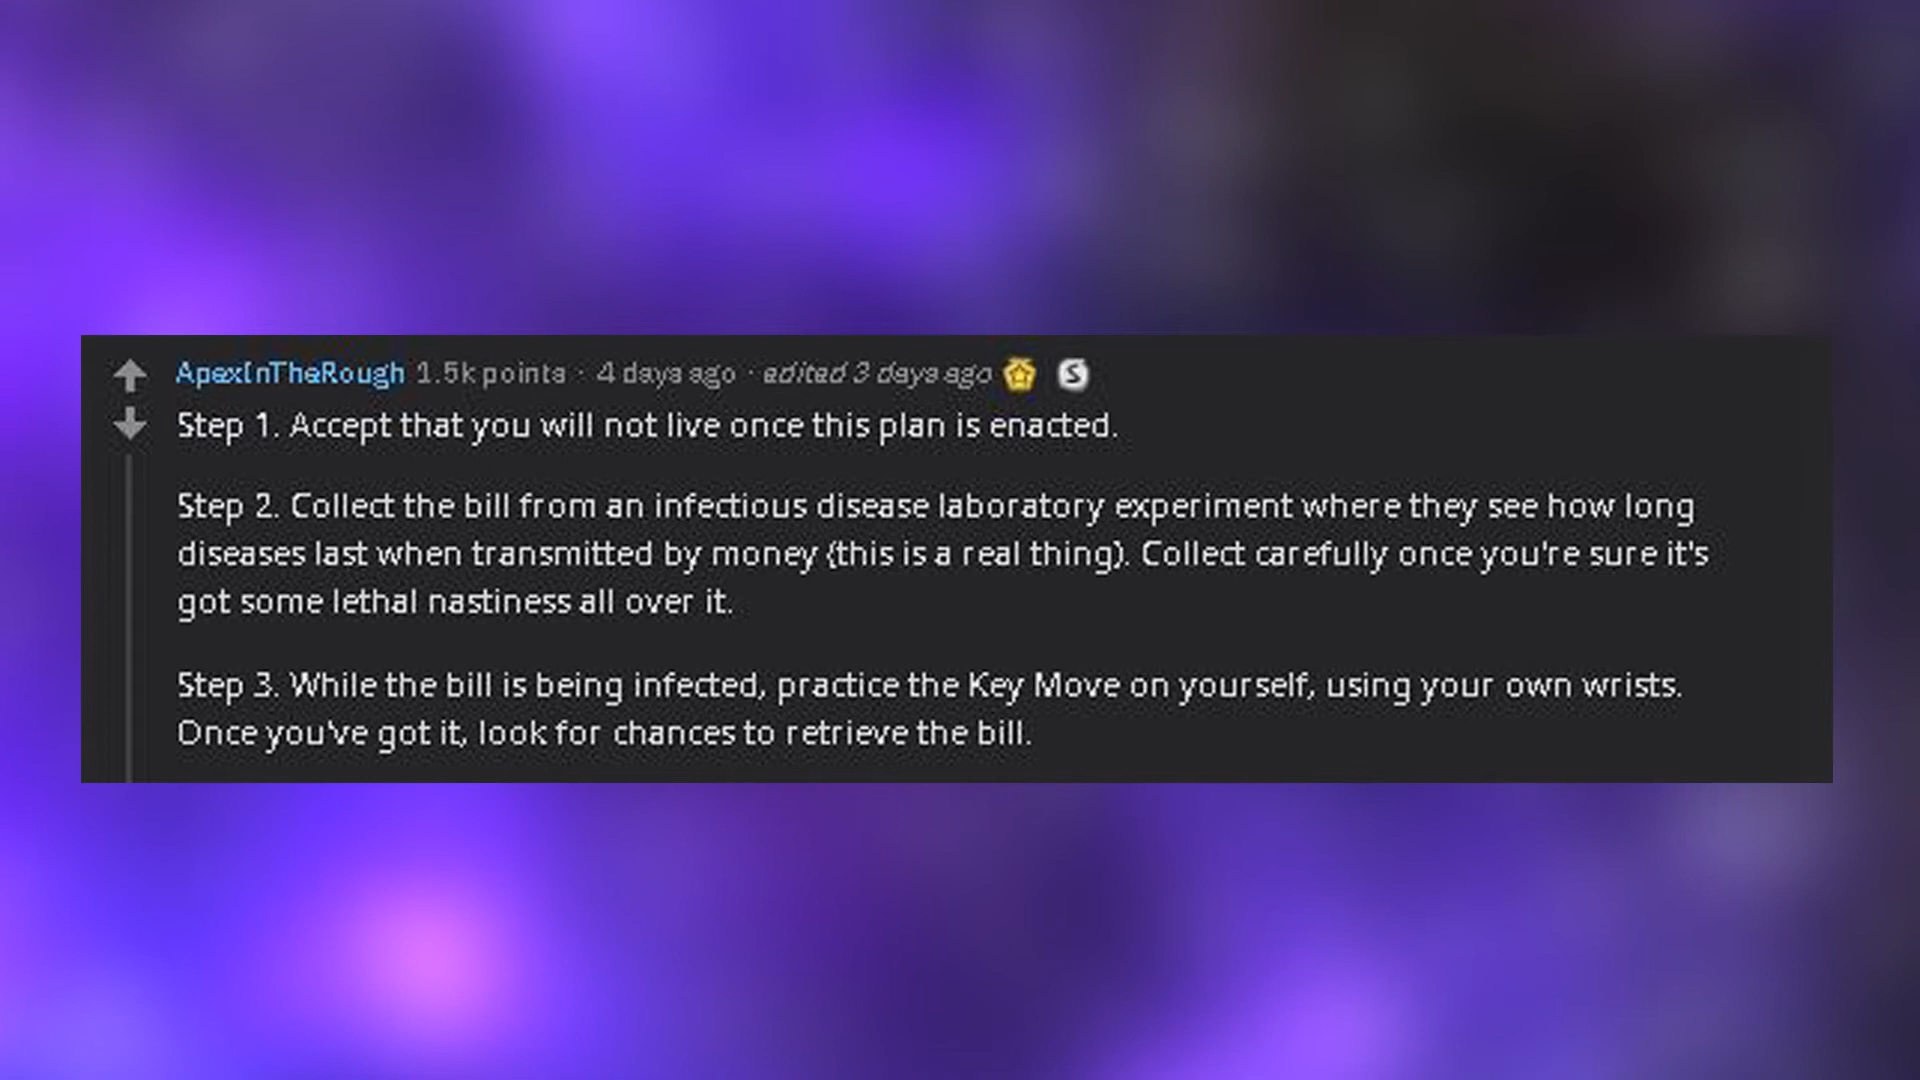 ApexInTheRough 1.5k points · 4 days ago · edited 3 days ago S
Step 1. Accept that you will not live once this plan is enacted.
Step 2. Collect the bill from an infectious disease laboratory experiment where they see how long
diseases last when transmitted by money (this is a real thing). Collect carefully once you're sure it's
got some lethal nastiness all over it.
Step 3. While the bill is being infected, practice the Key Move on yourself, using your own wrists.
Once you've got it, look for chances to retrieve the bill.